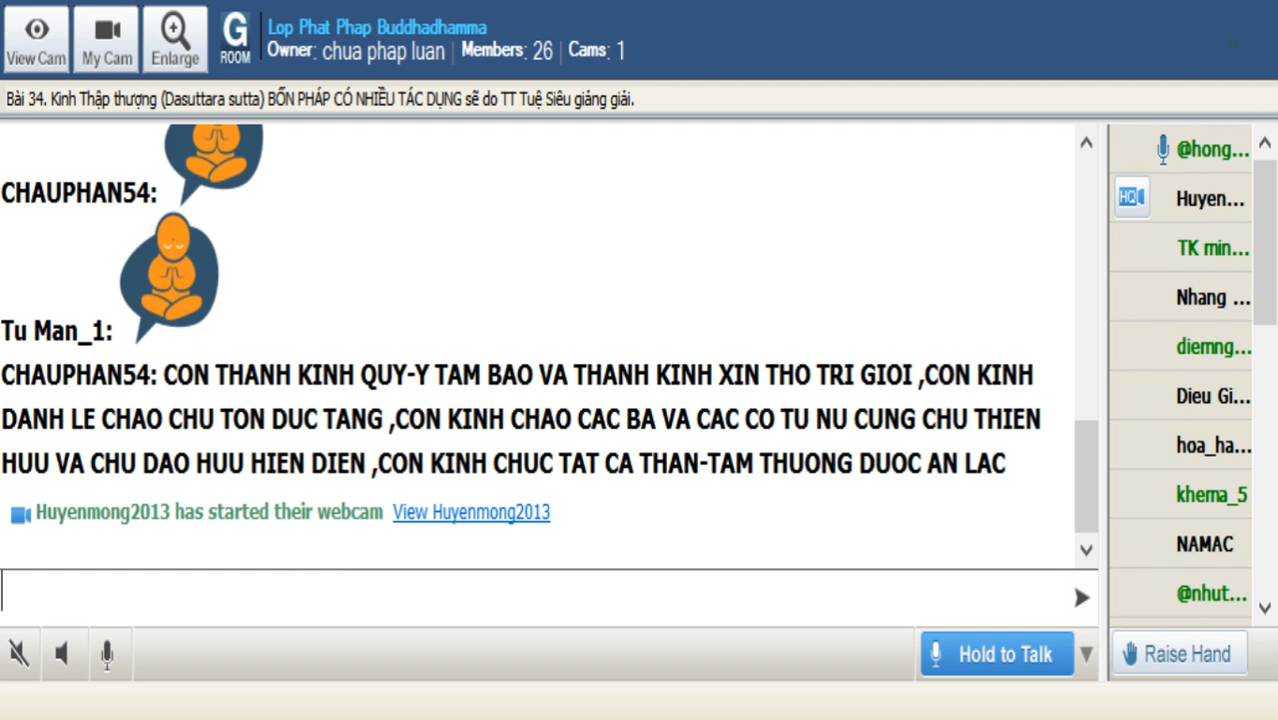 Lop Phat Phap Buddhadhamma
View Cam My Cam Enlarge G ROOM Owner: chua phap luan | Members: 26 | Cams: 1
Bài 34. Kinh Thập thượng (Dasuttara sutta) BỐN PHÁP CÓ NHIỀU TÁC DỤNG sẽ do TT Tuệ Siêu giảng giải.
CHAUPHAN54:
Tu Man_1:
CHAUPHAN54: CON THANH KINH QUY-Y TAM BAO VA THANH KINH XIN THO TRI GIOI ,CON KINH
DANH LE CHAO CHU TON DUC TANG ,CON KINH CHAO CAC BA VA CAC CO TU NU CUNG CHU THIEN
HUU VA CHU DAO HUU HIEN DIEN ,CON KINH CHUC TAT CA THAN-TAM THUONG DUOC AN LAC
Huyenmong2013 has started their webcam View Huyenmong2013
@hong...
HQ Huyen...
TK min...
Nhang ...
diemng...
Dieu Gi...
hoa_ha...
khema_5
NAMAC
@nhut...
Hold to Talk
Raise Hand